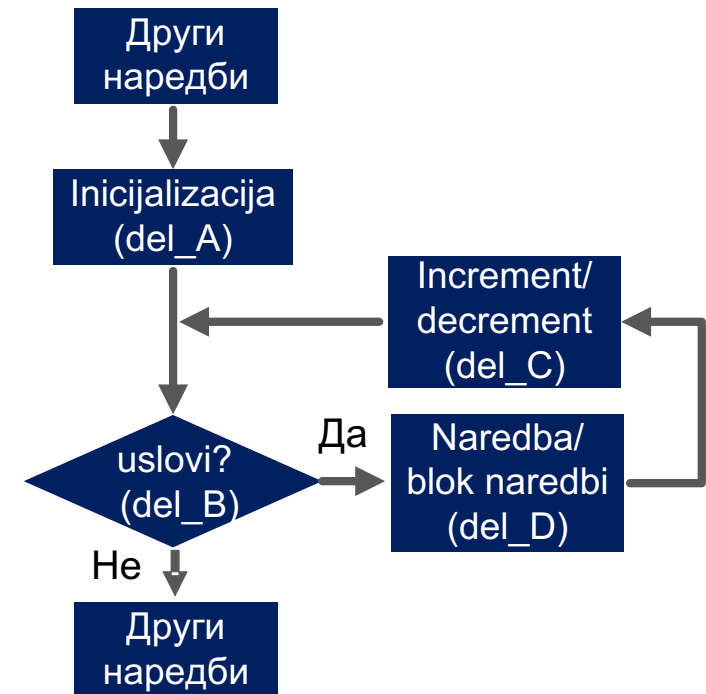 Други
наредби
Inicijalizacija
(del_A)
Increment/
decrement
(del_C)
uslovi?
(del_B)
Да
Naredba/
blok naredbi
(del_D)
Не
Други
наредби